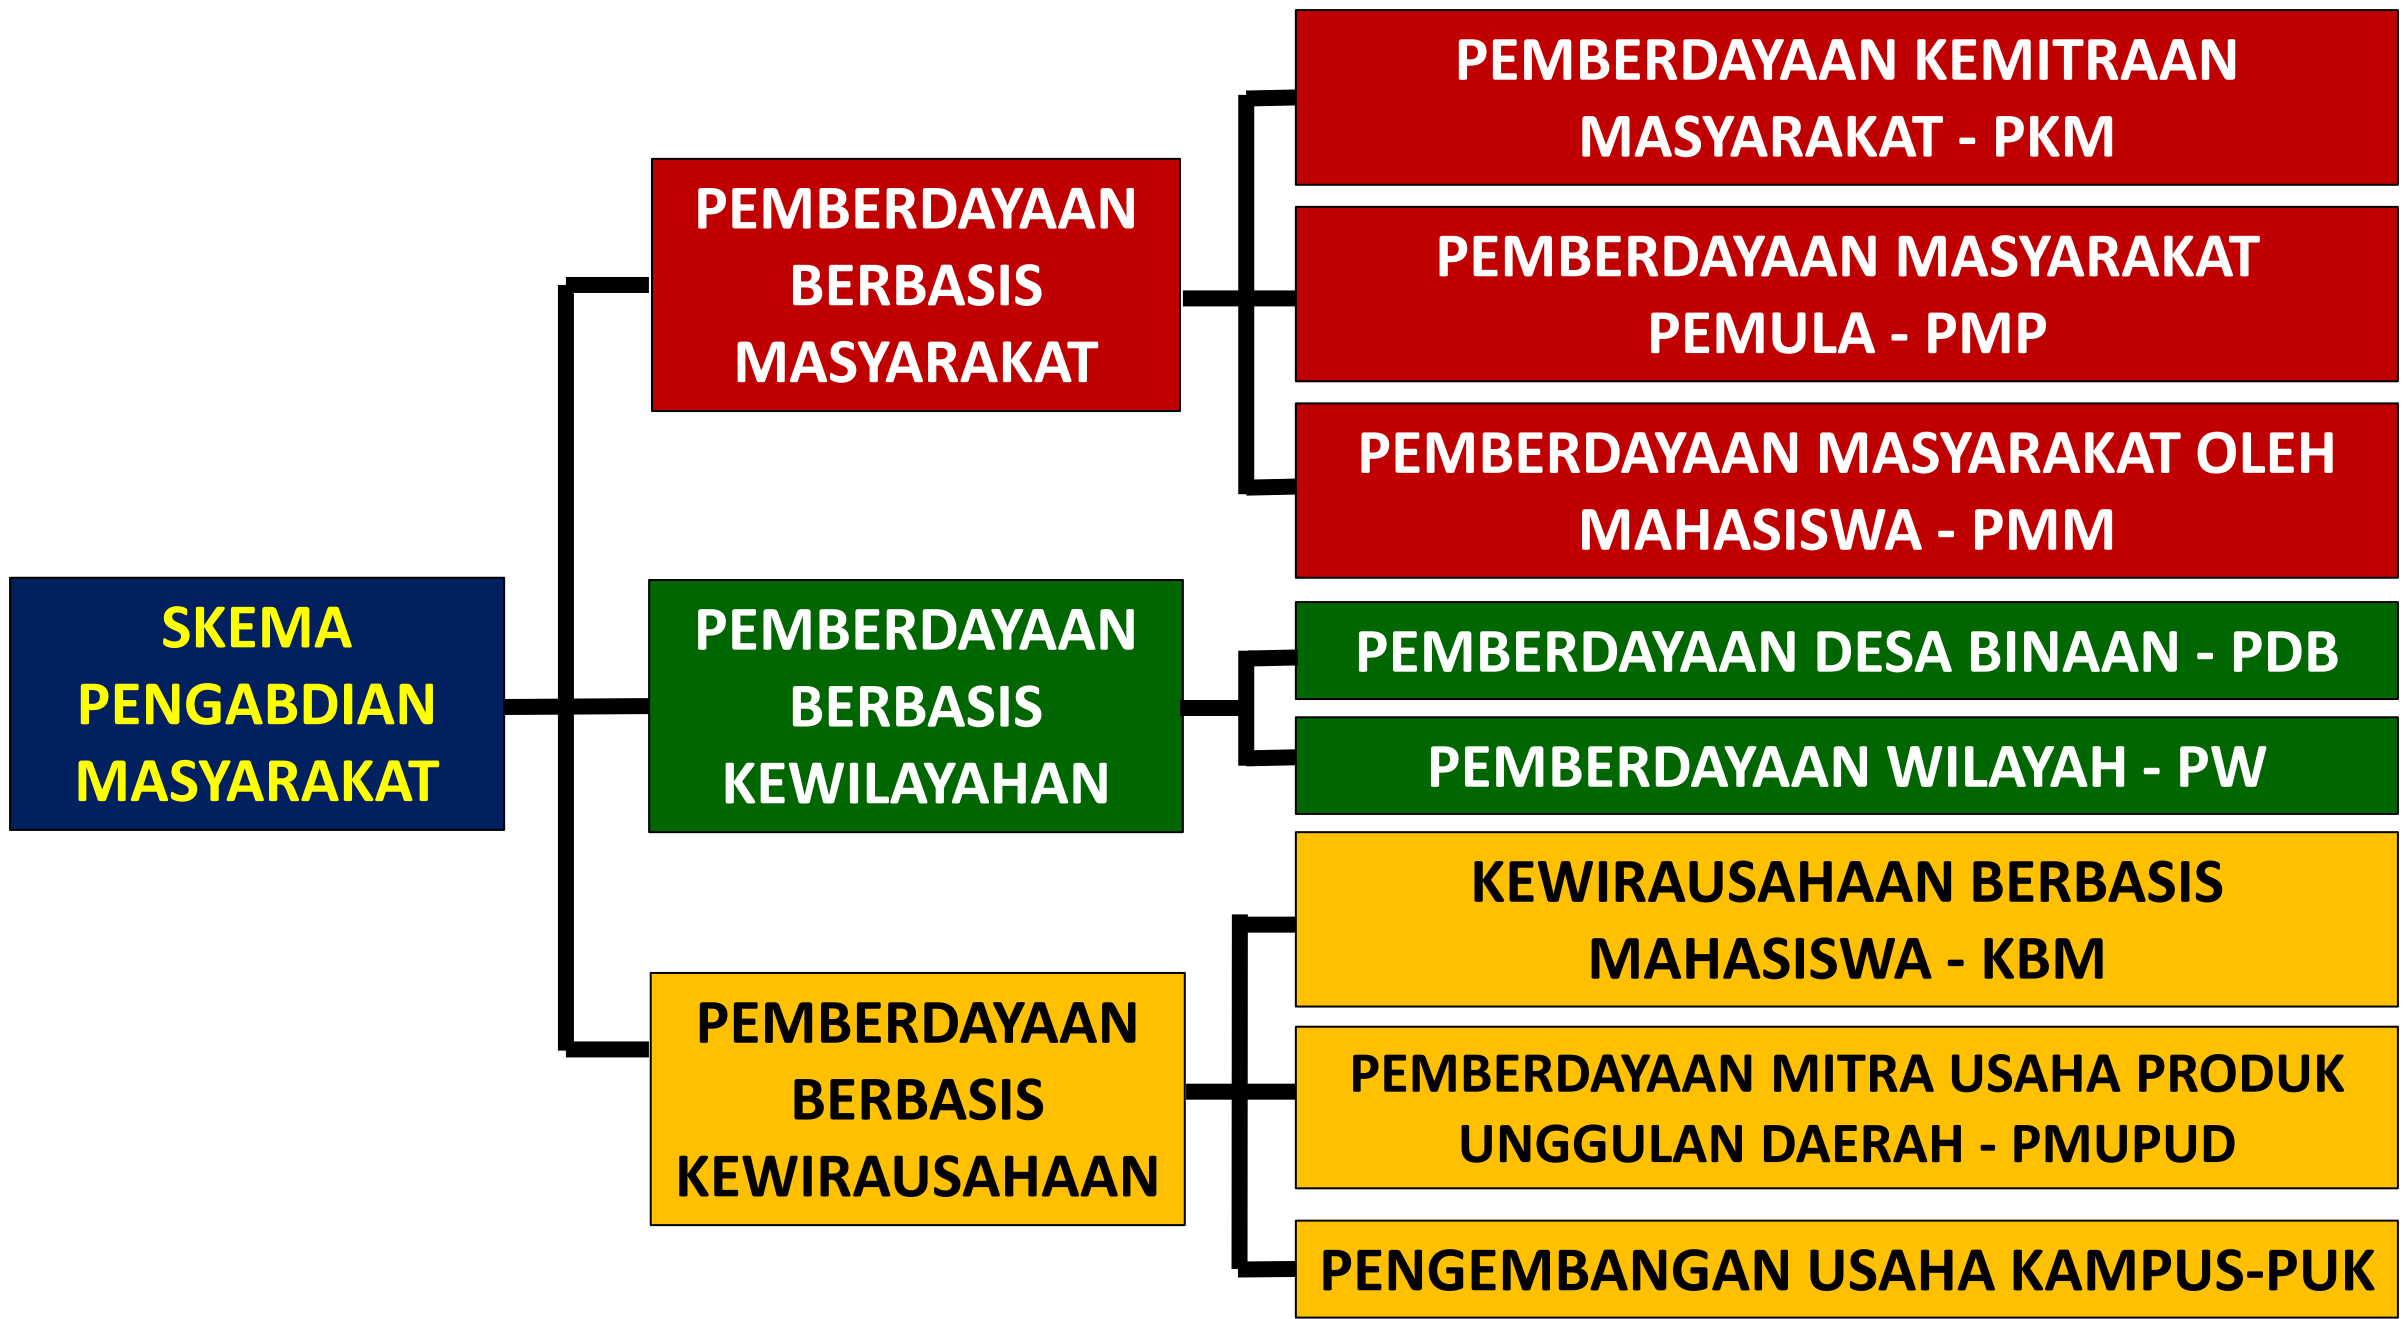 SKEMA
PENGABDIAN
MASYARAKAT
PEMBERDAYAAN
BERBASIS
MASYARAKAT
PEMBERDAYAAN KEMITRAAN
MASYARAKAT - PKM
PEMBERDAYAAN MASYARAKAT
PEMULA - PMP
PEMBERDAYAAN MASYARAKAT OLEH
MAHASISWA - PMM
PEMBERDAYAAN
BERBASIS
KEWILAYAHAN
PEMBERDAYAAN DESA BINAAN - PDB
PEMBERDAYAAN WILAYAH - PW
PEMBERDAYAAN
BERBASIS
KEWIRAUSAHAAN
KEWIRAUSAHAAN BERBASIS
MAHASISWA - KBM
PEMBERDAYAAN MITRA USAHA PRODUK
UNGGULAN DAERAH - PMUPUD
PENGEMBANGAN USAHA KAMPUS-PUK